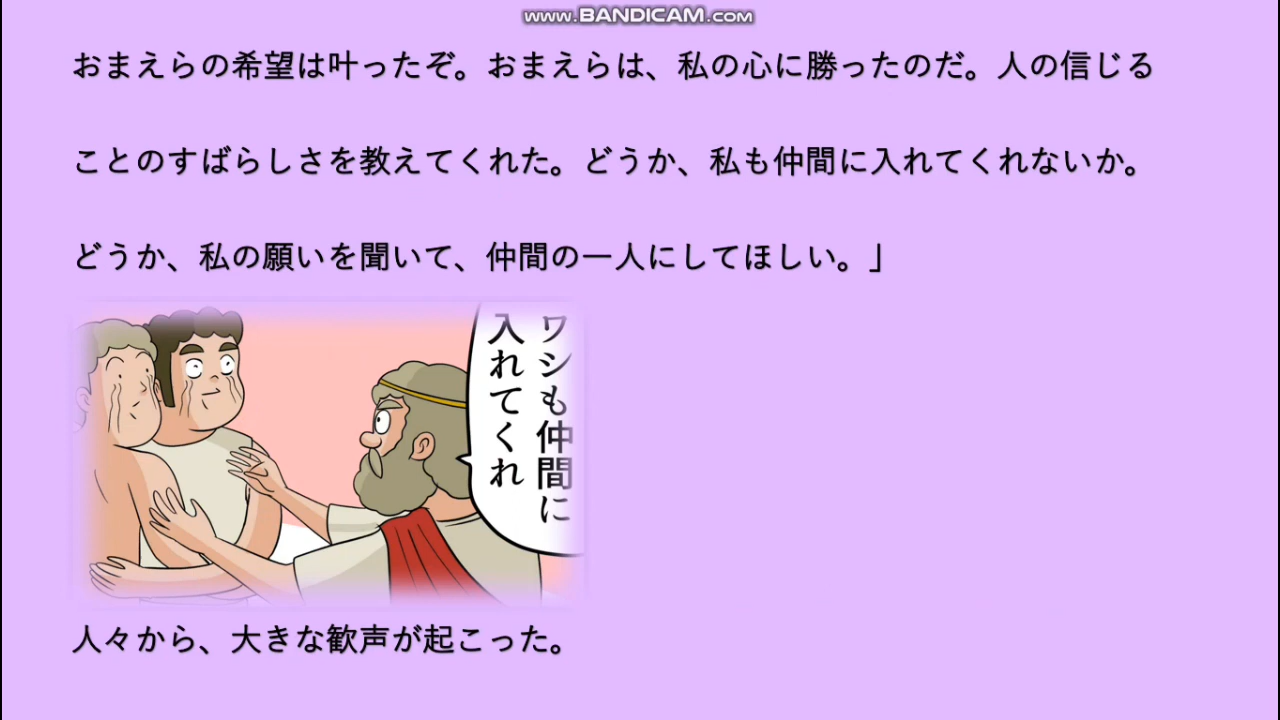 www.BANDICAM.com
おまえらの希望は叶ったぞ。おまえらは、私の心に勝ったのだ。人の信じる
ことのすばらしさを教えてくれた。どうか、私も仲間に入れてくれないか。
どうか、私の願いを聞いて、仲間の一人にしてほしい。」
ワシも仲間に
入れてくれ
人々から、大きな歓声が起こった。